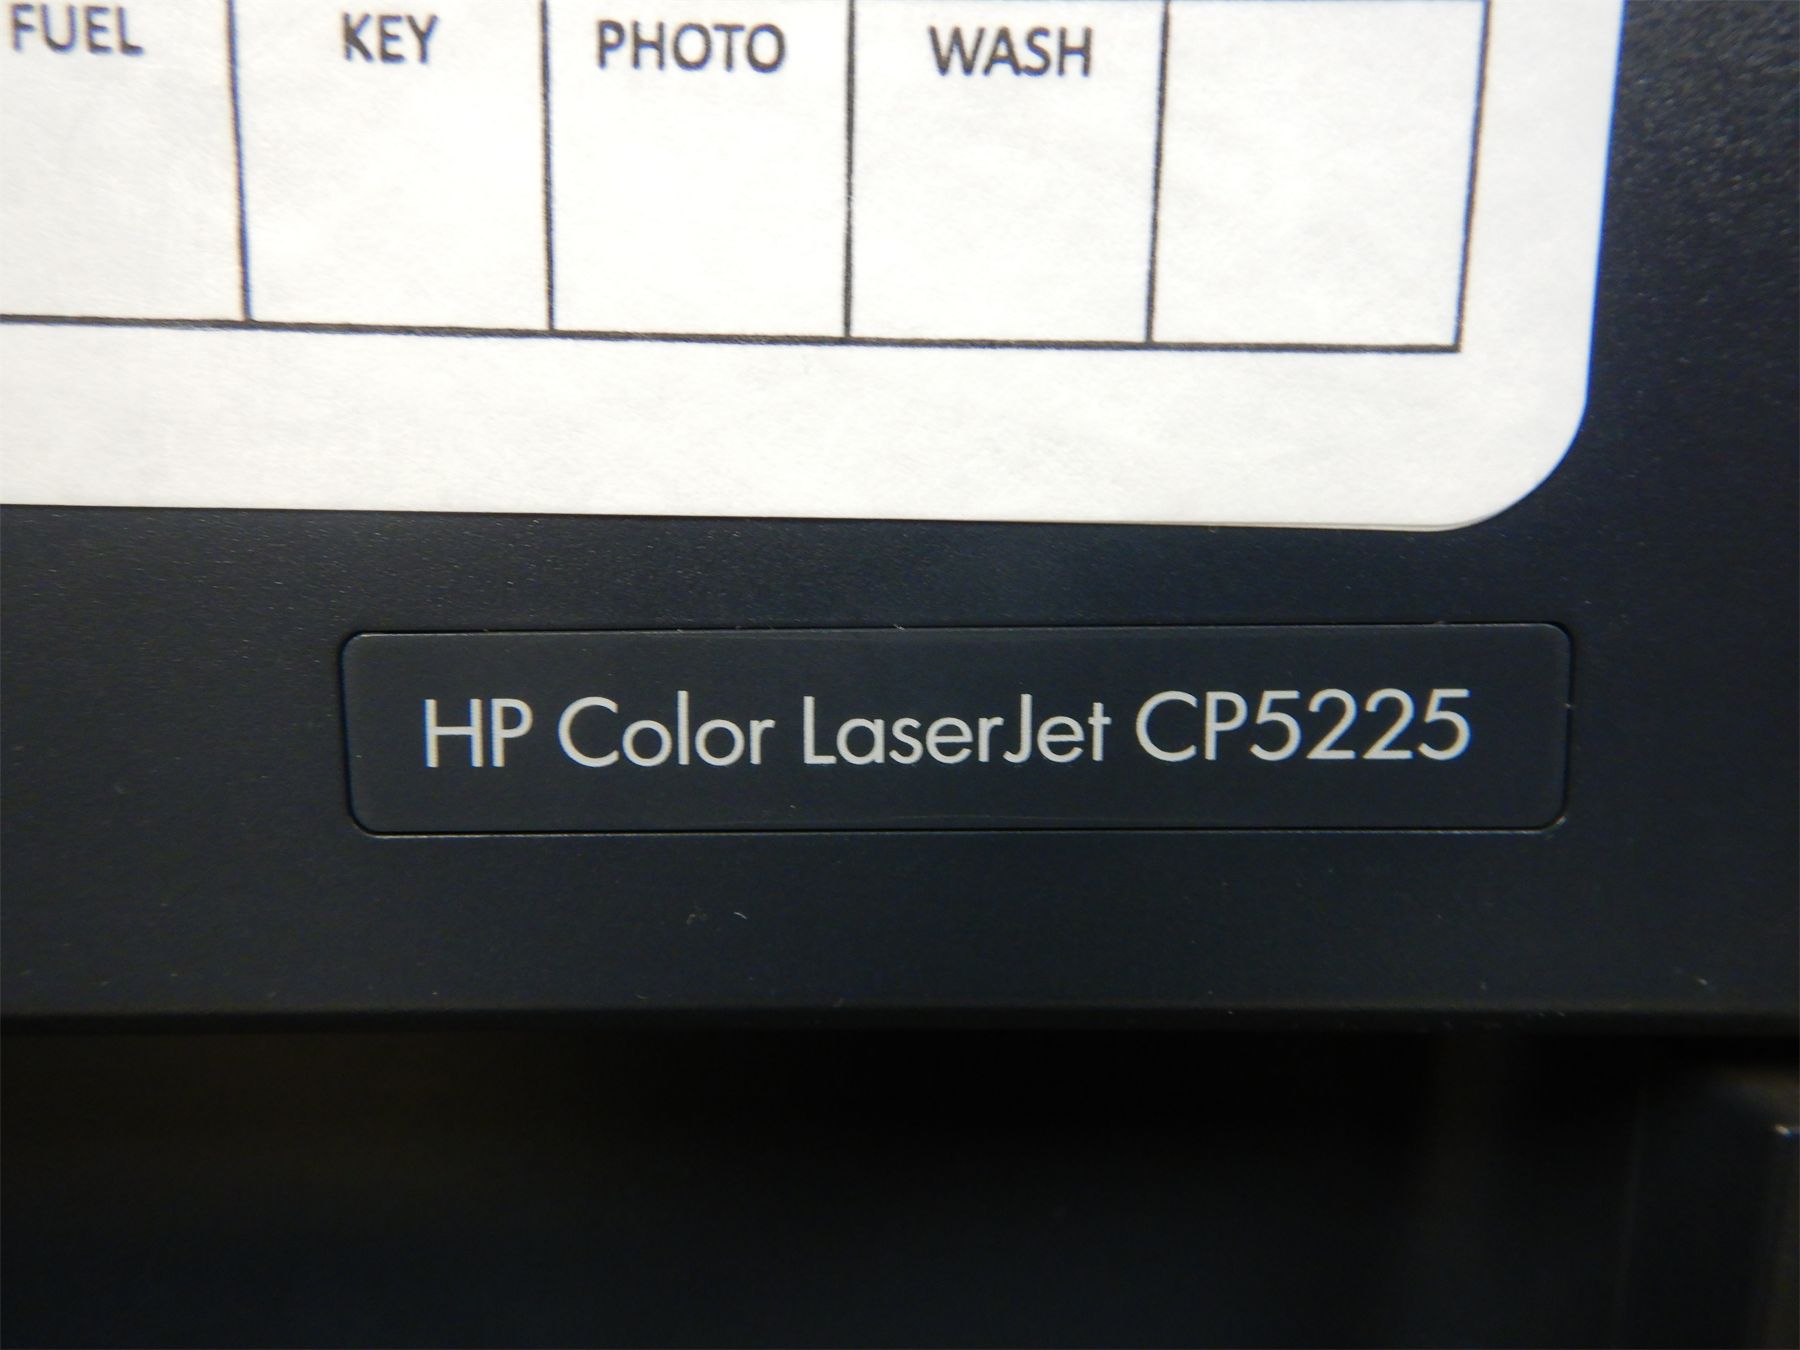 FUEL KEY PHOTO WASH
HP Color LaserJet CP5225